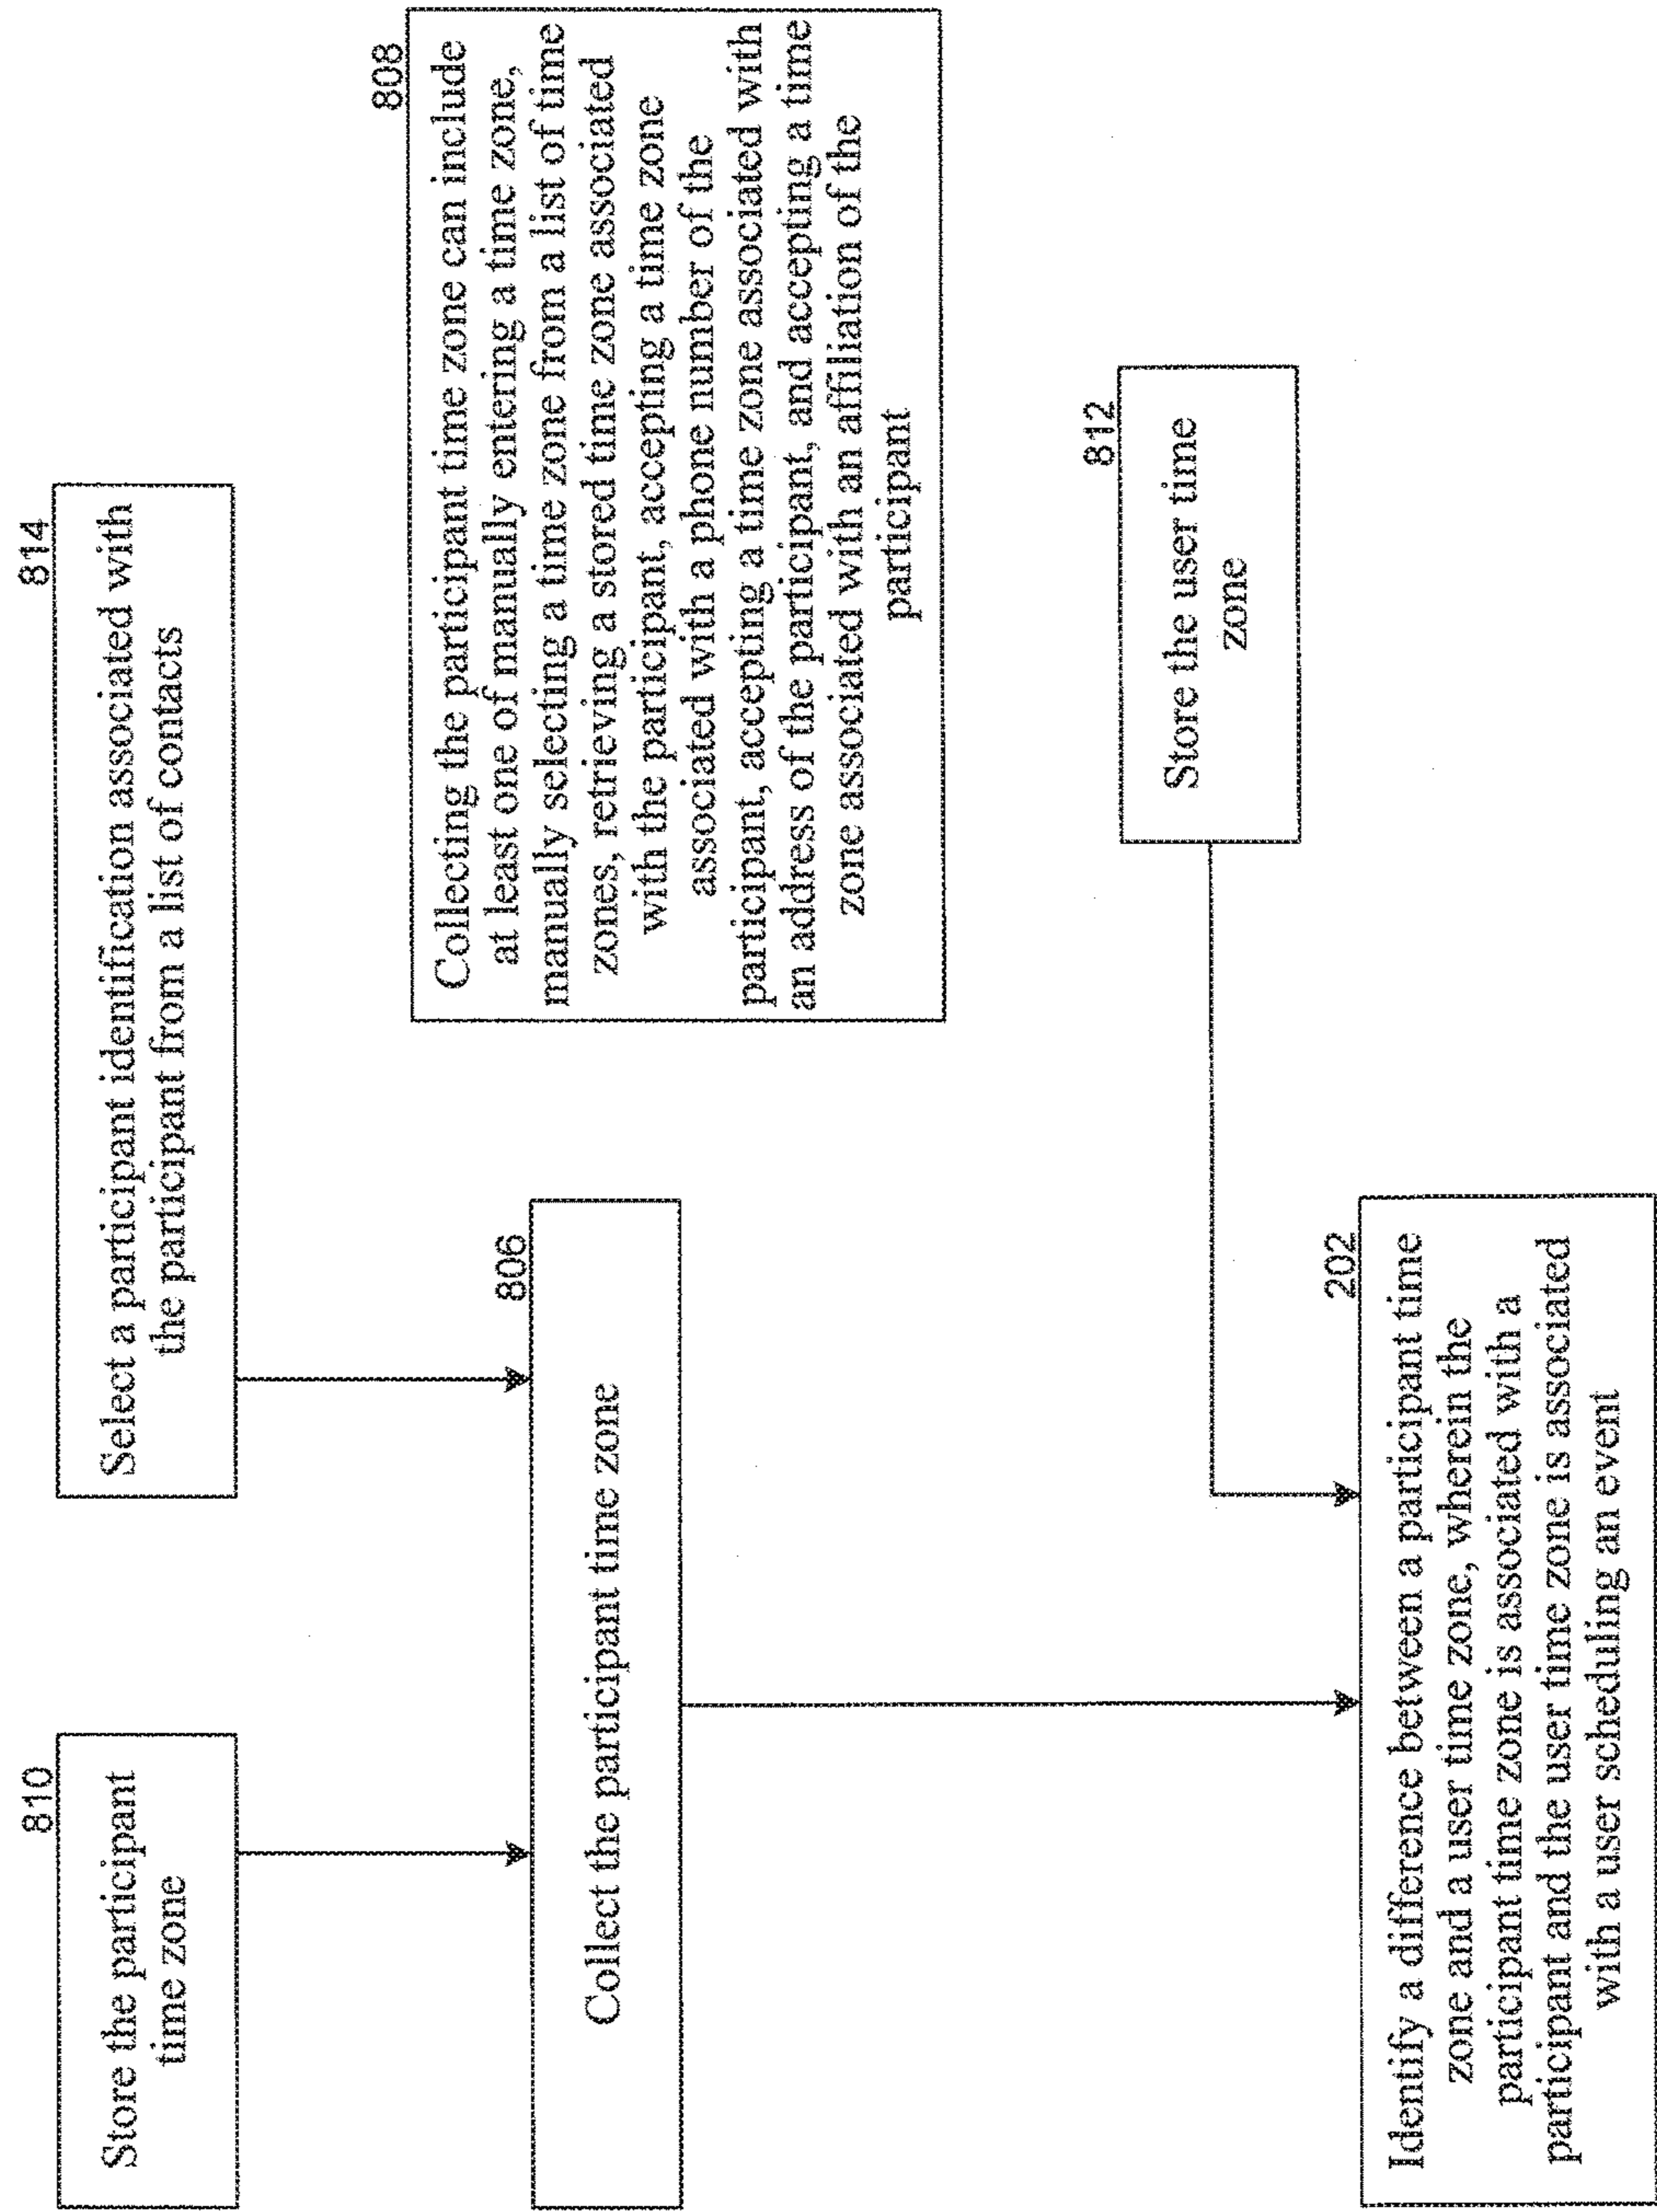 810
Store the participant
time zone
814
Select a participant identification associated with
the participant from a list of contacts
806
Collect the participant time zone
808
Collecting the participant time zone can include
at least one of manually entering a time zone,
manually selecting a time zone from a list of time
zones, retrieving a stored time zone associated
with the participant, accepting a time zone
associated with a phone number of the
participant, accepting a time zone associated with
an address of the participant, and accepting a time
zone associated with an affiliation of the
participant
812
Store the user time
zone
202
Identify a difference between a participant time
zone and a user time zone, wherein the
participant time zone is associated with a
participant and the user time zone is associated
with a user scheduling an event